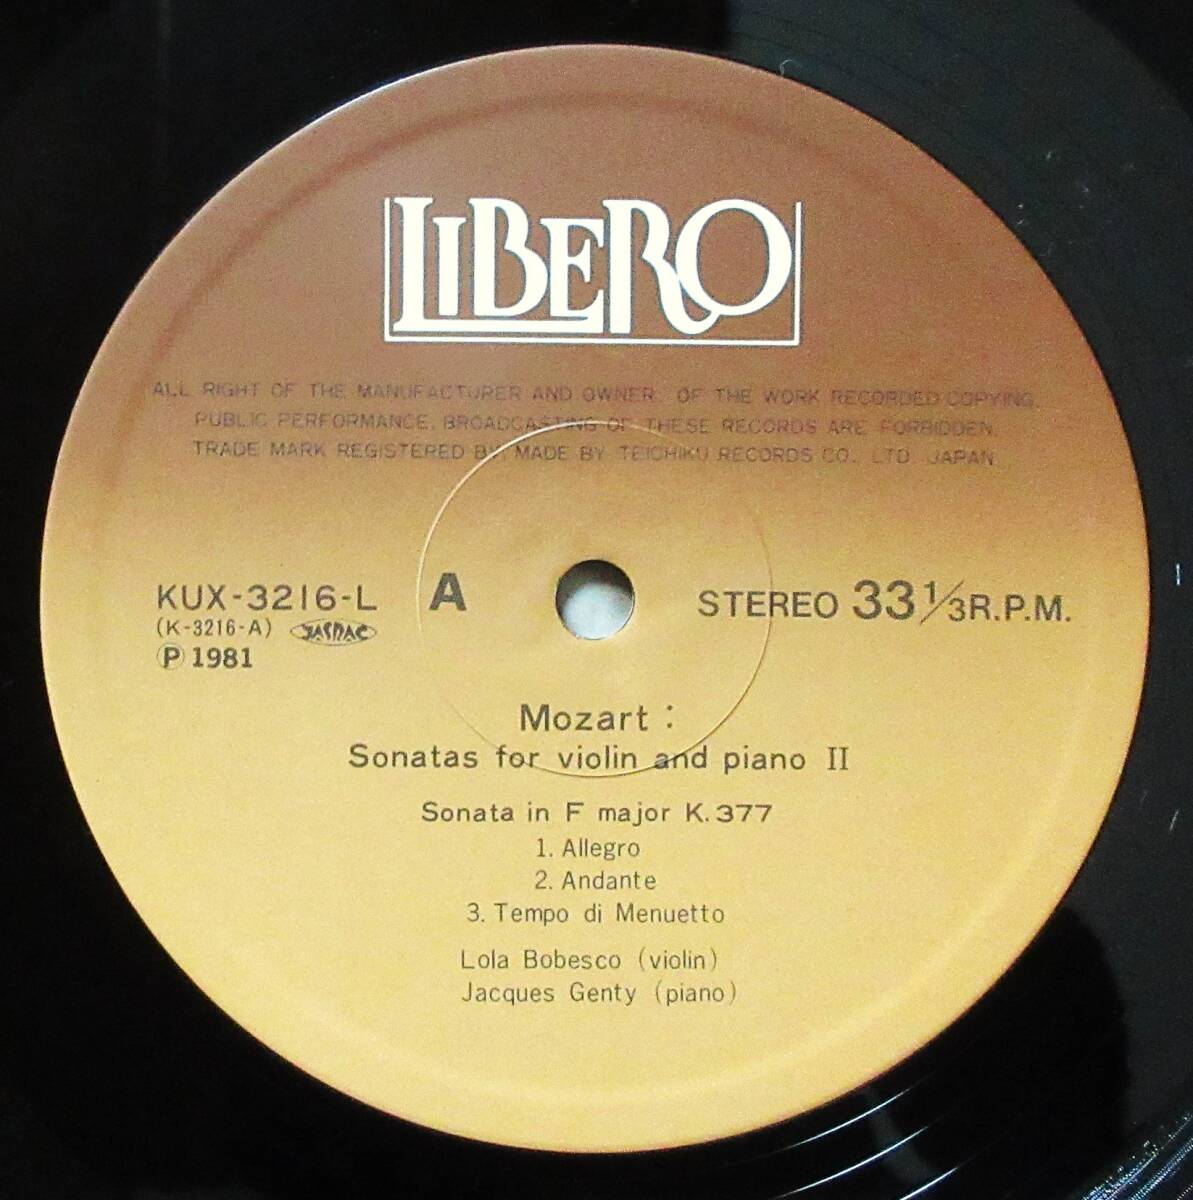 LIBERO
ALL RIGHT OF THE MANUFACTURER AND OWNER. OF THE WORK RECORDED COPYING.
PUBLIC PERFORMANCE, BROADCASTING OF THESE RECORDS ARE FORBIDDEN.
TRADE MARK REGISTERED BY, MADE BY TEICHIKU RECORDS CO., LTD. JAPAN
KUX-3216-L A STEREO 33 1/3 R.P.M.
(K-3216-A) JASRAC
Ⓟ 1981
Mozart :
Sonatas for violin and piano II
Sonata in F major K.377
1. Allegro
2. Andante
3. Tempo di Menuetto
Lola Bobesco (violin)
Jacques Genty (piano)